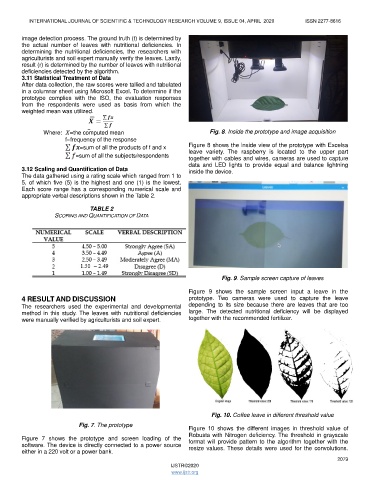 INTERNATIONAL JOURNAL OF SCIENTIFIC & TECHNOLOGY RESEARCH VOLUME 9, ISSUE 04, APRIL 2020 ISSN 2277-8616
image detection process. The ground truth (t) is determined by
the actual number of leaves with nutritional deficiencies. In
determining the nutritional deficiencies, the researchers with
agriculturists and soil expert manually verify the leaves. Lastly,
result (r) is determined by the number of leaves with nutritional
deficiencies detected by the algorithm.
3.11 Statistical Treatment of Data
After data collection, the raw scores were tallied and tabulated
in a columnar sheet using Microsoft Excel. To determine if the
prototype complies with the ISO, the evaluation responses
from the respondents were used as basis from which the
weighted mean was utilized.
X̄ = ∑fx / ∑f
Where: X̄=the computed mean
f=frequency of the response
∑ fx=sum of all the products of f and x
∑ f=sum of all the subjects/respondents
3.12 Scaling and Quantification of Data
The data gathered using a rating scale which ranged from 1 to
5, of which five (5) is the highest and one (1) is the lowest.
Each score range has a corresponding numerical scale and
appropriate verbal descriptions shown in the Table 2.
TABLE 2
SCORING AND QUANTIFICATION OF DATA
NUMERICAL VALUE SCALE VERBAL DESCRIPTION
5 4.50 – 5.00 Strongly Agree (SA)
4 3.50 – 4.49 Agree (A)
3 2.50 – 3.49 Moderately Agree (MA)
2 1.50 – 2.49 Disagree (D)
1 1.00 – 1.49 Strongly Disagree (SD)
4 RESULT AND DISCUSSION
The researchers used the experimental and developmental
method in this study. The leaves with nutritional deficiencies
were manually verified by agriculturists and soil expert.
Fig. 7. The prototype
Figure 7 shows the prototype and screen loading of the
software. The device is directly connected to a power source
either in a 220 volt or a power bank.
Fig. 8. Inside the prototype and image acquisition
Figure 8 shows the inside view of the prototype with Excelsa
leave variety. The raspberry is located to the upper part
together with cables and wires, cameras are used to capture
data and LED lights to provide equal and balance lightning
inside the device.
Fig. 9. Sample screen capture of leaves
Figure 9 shows the sample screen input a leave in the
prototype. Two cameras were used to capture the leave
depending to its size because there are leaves that are too
large. The detected nutritional deficiency will be displayed
together with the recommended fertilizer.
Fig. 10. Coffee leave in different threshold value
Figure 10 shows the different images in threshold value of
Robusta with Nitrogen deficiency. The threshold in grayscale
format will provide pattern to the algorithm together with the
resize values. These details were used for the convolutions.
2079
IJSTR©2020
www.ijstr.org